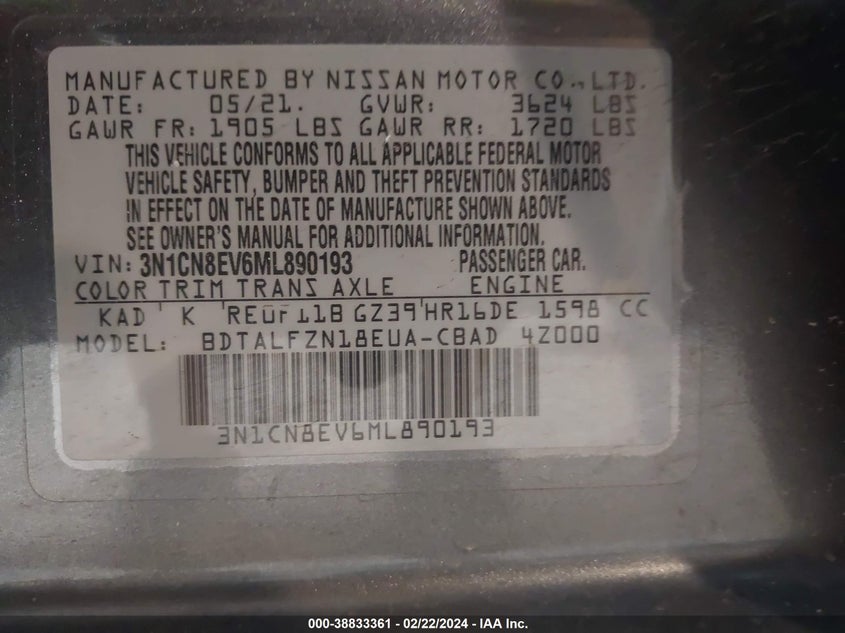 MANUFACTURED BY NISSAN MOTOR CO., LTD.
DATE: 05/21. GVWR: 3624 LBS
GAWR FR: 1905 LBS GAWR RR: 1720 LBS
THIS VEHICLE CONFORMS TO ALL APPLICABLE FEDERAL MOTOR
VEHICLE SAFETY, BUMPER AND THEFT PREVENTION STANDARDS
IN EFFECT ON THE DATE OF MANUFACTURE SHOWN ABOVE.
SEE OWNER'S MANUAL FOR ADDITIONAL INFORMATION.
VIN: 3N1CN8EV6ML890193 PASSENGER CAR.
COLOR TRIM TRANS AXLE ENGINE
KAD K RE0F11B GZ39 HR16DE 1598 CC
MODEL: BDTALFZN18EUA-CBAD 4Z000
3N1CN8EV6ML890193
000-38833361 - 02/22/2024 - IAA Inc.